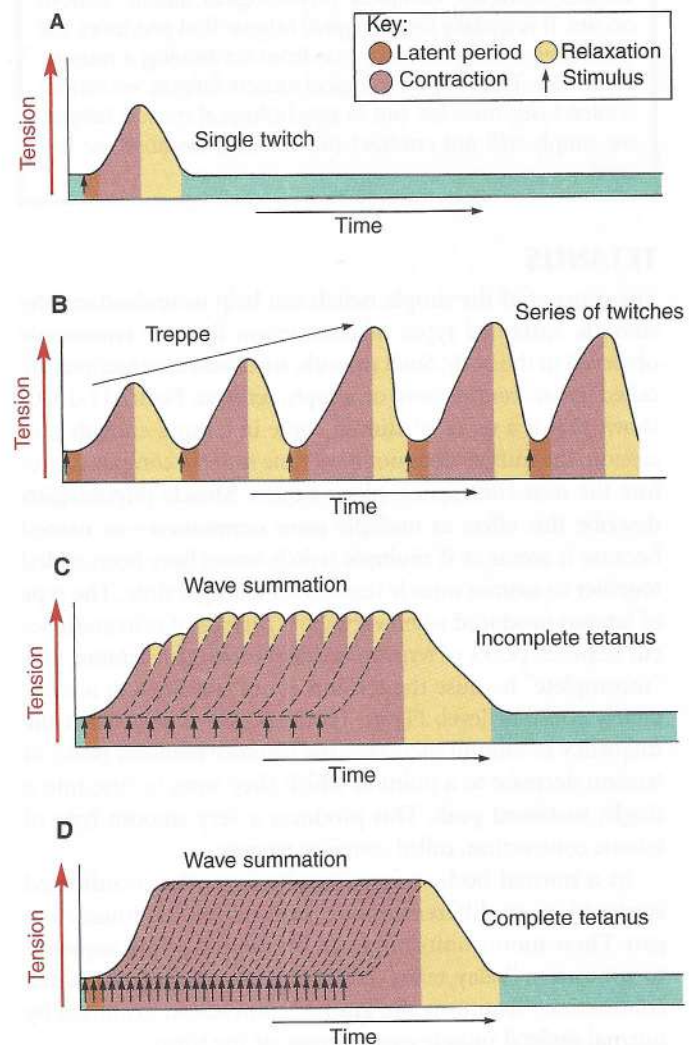 A
Key:
Latent period
Relaxation
Contraction
Stimulus
Tension
Single twitch
Time
B
Treppe
Series of twitches
Tension
Time
C
Wave summation
Tension
Incomplete tetanus
Time
D
Wave summation
Tension
Complete tetanus
Time